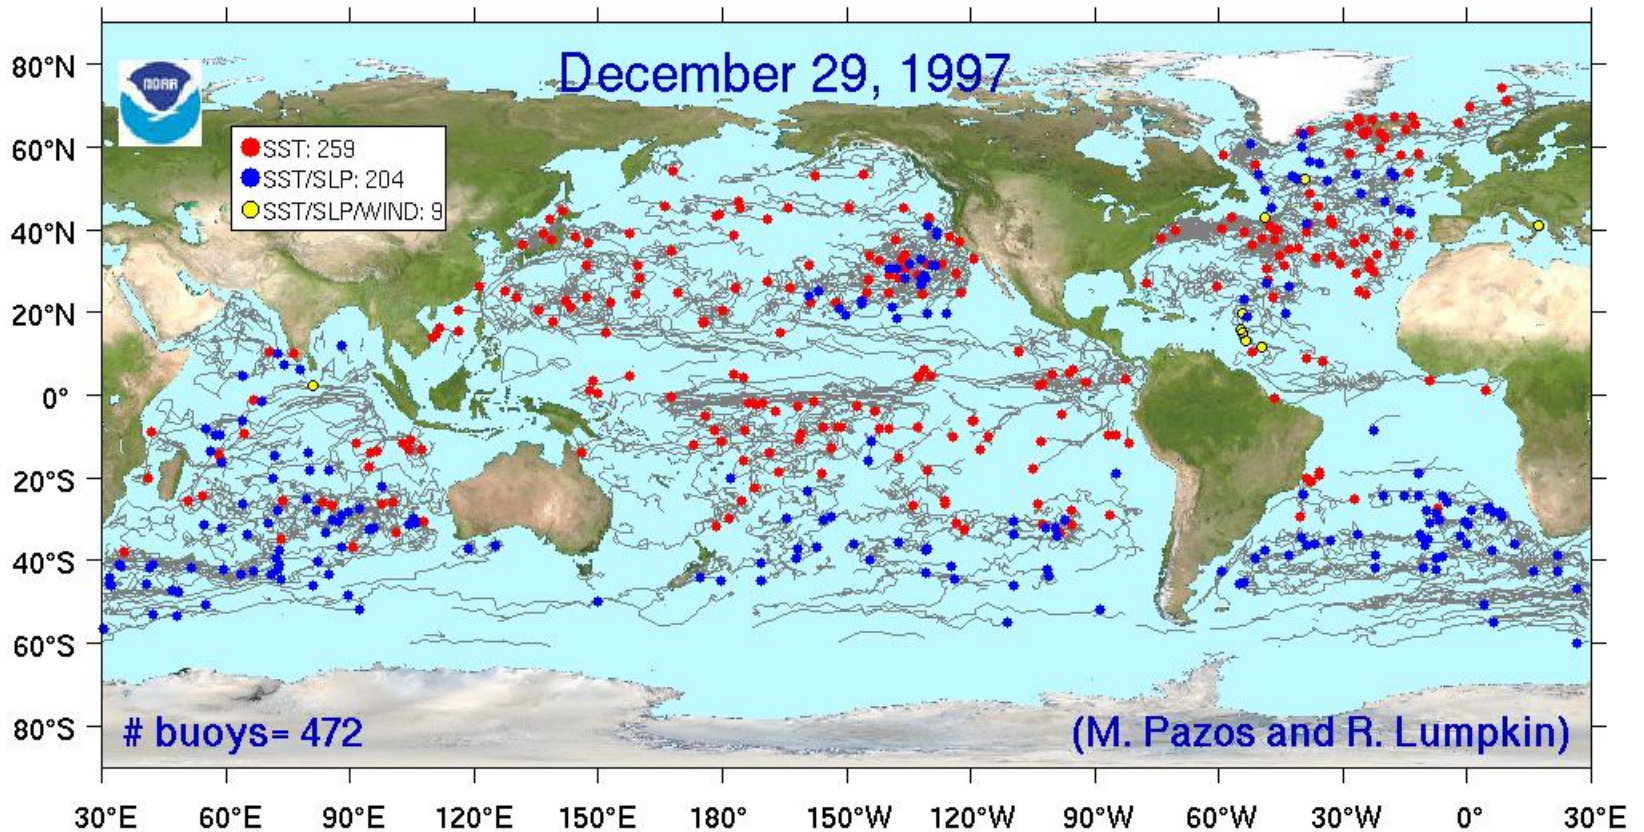 December 29, 1997
NOAA
SST: 259
SST/SLP: 204
SST/SLP/WIND: 9
# buoys= 472
(M. Pazos and R. Lumpkin)
80°N
60°N
40°N
20°N
0°
20°S
40°S
60°S
80°S
30°E 60°E 90°E 120°E 150°E 180° 150°W 120°W 90°W 60°W 30°W 0° 30°E